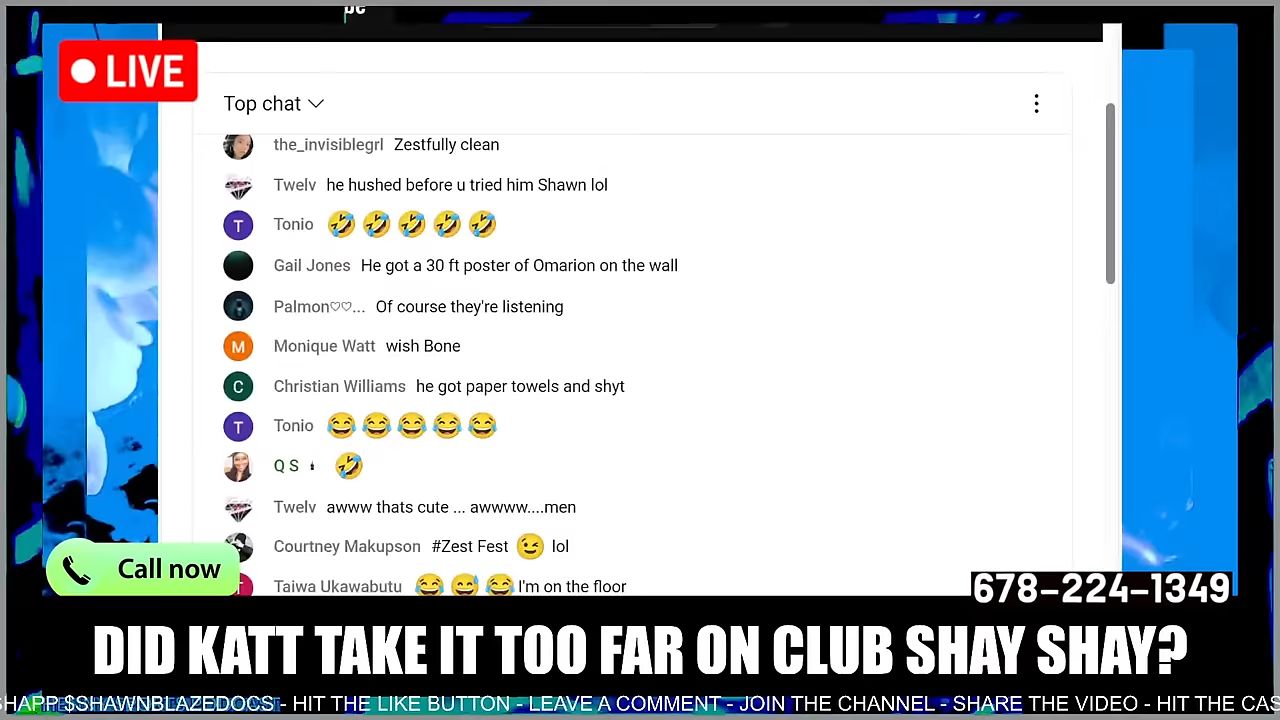 LIVE
Top chat
the_invisiblegrl Zestfully clean
Twelv he hushed before u tried him Shawn lol
T Tonio 🤣🤣🤣🤣🤣
Gail Jones He got a 30 ft poster of Omarion on the wall
Palmon♡♡... Of course they're listening
M Monique Watt wish Bone
C Christian Williams he got paper towels and shyt
T Tonio 😂😂😂😂😂
Q S 🤣
Twelv awww thats cute ... awwww....men
Courtney Makupson #Zest Fest 😉 lol
Taiwa Ukawabutu 😂😅😂I'm on the floor
Call now
678-224-1349
DID KATT TAKE IT TOO FAR ON CLUB SHAY SHAY?
SHAPP $SHAWNBLAZEDOCS - HIT THE LIKE BUTTON - LEAVE A COMMENT - JOIN THE CHANNEL - SHARE THE VIDEO - HIT THE CAS